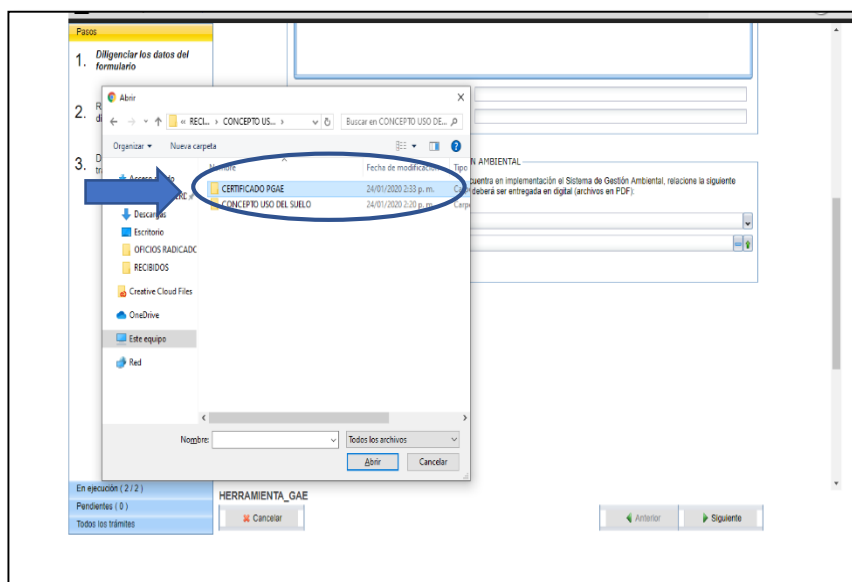 Pasos
1. Diligenciar los datos del
formulario
2. R
di
3. D
tr
Abrir
« RECI... › CONCEPTO US... ›
Buscar en CONCEPTO USO DE...
Organizar
Nueva carpeta
Fecha de modificación
Tipo
CERTIFICADO PGAE
24/01/2020 2:33 p. m.
CONCEPTO USO DEL SUELO
24/01/2020 2:20 p. m.
Carpe
Descargas
Escritorio
OFICIOS RADICADC
RECIBIDOS
Creative Cloud Files
OneDrive
Este equipo
Red
Nombre:
Todos los archivos
Abrir
Cancelar
N AMBIENTAL
cuentra en implementación el Sistema de Gestión Ambiental, relacione la siguiente
deberá ser entregada en digital (archivos en PDF):
En ejecución ( 2 / 2 )
Pendientes ( 0 )
Todos los trámites
HERRAMIENTA_GAE
Cancelar
Anterior
Siguiente